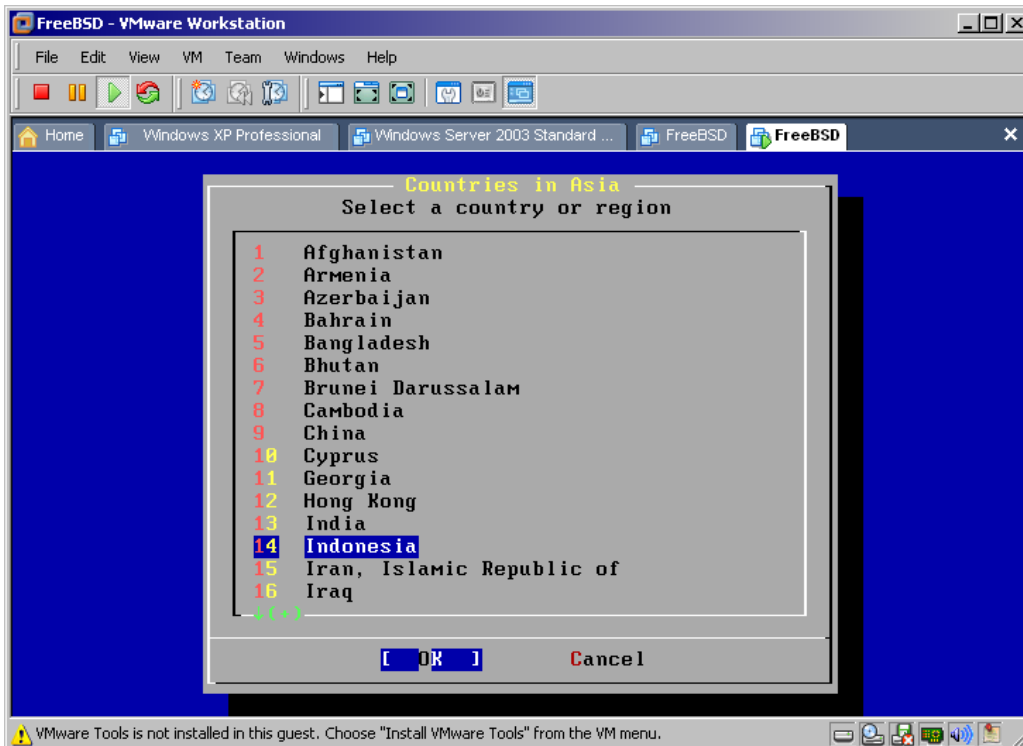 FreeBSD - VMware Workstation
File Edit View VM Team Windows Help
Home Windows XP Professional Windows Server 2003 Standard ... FreeBSD FreeBSD
Countries in Asia
Select a country or region
1 Afghanistan
2 Armenia
3 Azerbaijan
4 Bahrain
5 Bangladesh
6 Bhutan
7 Brunei Darussalam
8 Cambodia
9 China
10 Cyprus
11 Georgia
12 Hong Kong
13 India
14 Indonesia
15 Iran, Islamic Republic of
16 Iraq
↓(+)
[ OK ] Cancel
VMware Tools is not installed in this guest. Choose "Install VMware Tools" from the VM menu.